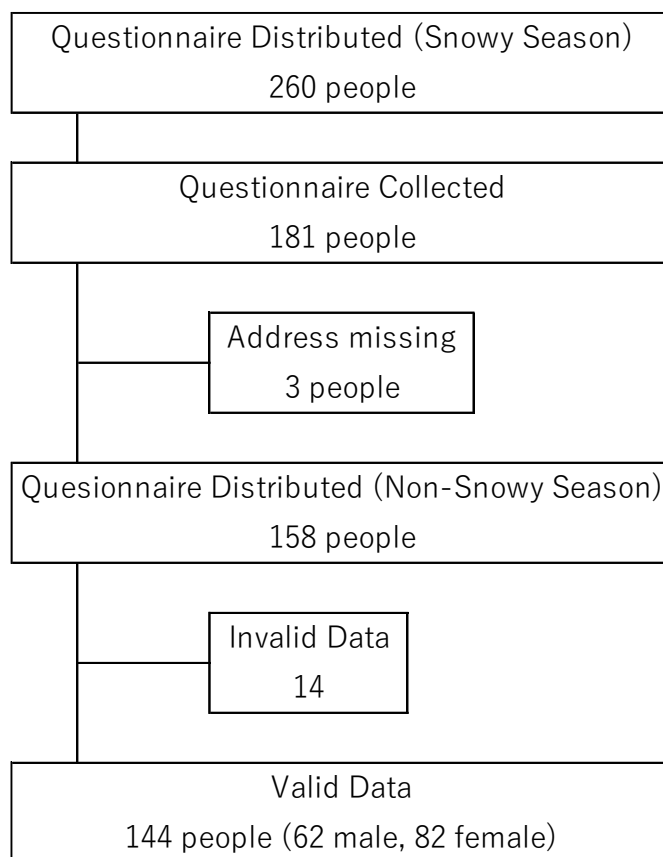 Questionnaire Distributed (Snowy Season)
260 people
Questionnaire Collected
181 people
Address missing
3 people
Quesionnaire Distributed (Non-Snowy Season)
158 people
Invalid Data
14
Valid Data
144 people (62 male, 82 female)